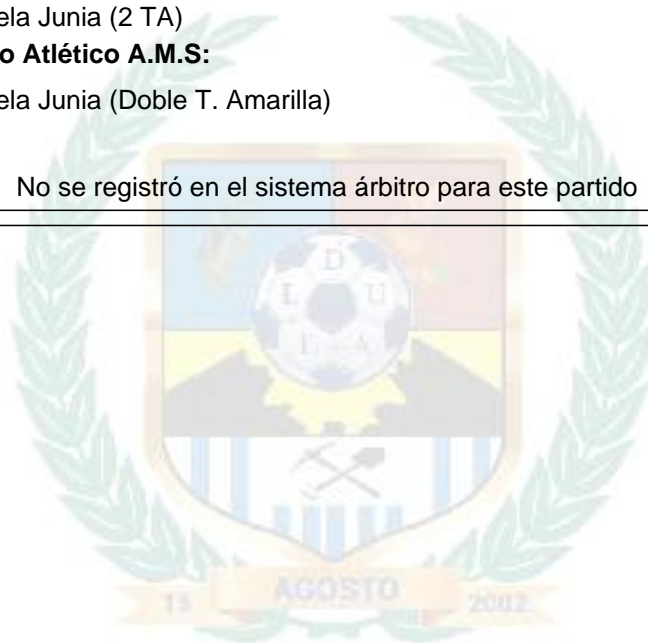 ela Junia (2 TA)
o Atlético A.M.S:
ela Junia (Doble T. Amarilla)
No se registró en el sistema árbitro para este partido
D
L U
E A
15 AGOSTO 2002